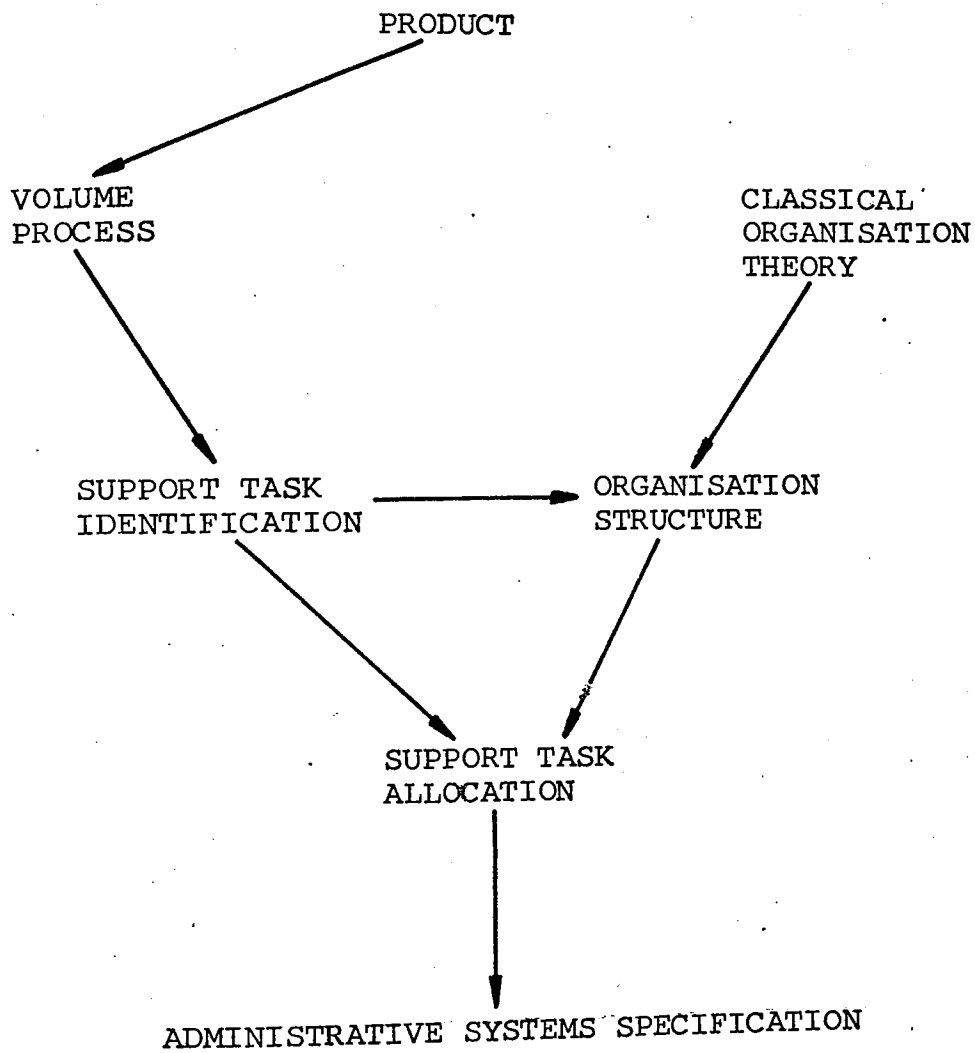 PRODUCT
VOLUME
PROCESS
CLASSICAL
ORGANISATION
THEORY
SUPPORT TASK
IDENTIFICATION
ORGANISATION
STRUCTURE
SUPPORT TASK
ALLOCATION
ADMINISTRATIVE SYSTEMS SPECIFICATION